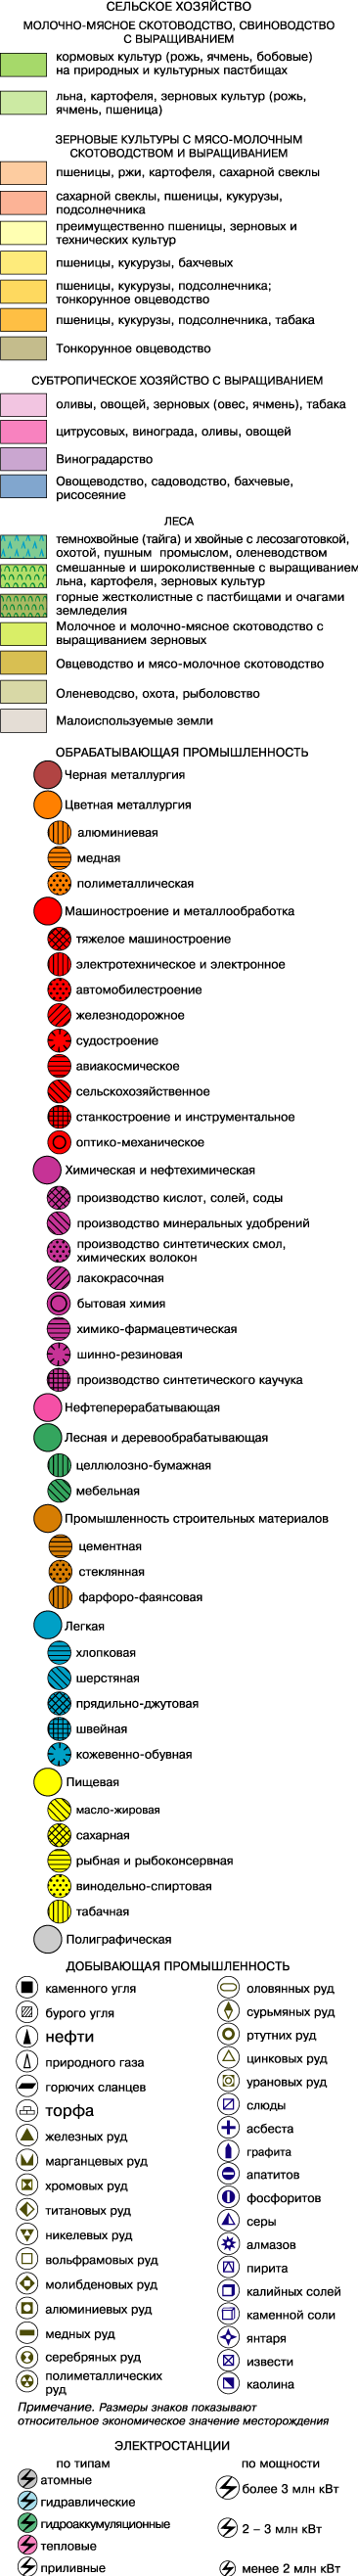 СЕЛЬСКОЕ ХОЗЯЙСТВО
МОЛОЧНО-МЯСНОЕ СКОТОВОДСТВО, СВИНОВОДСТВО
С ВЫРАЩИВАНИЕМ
кормовых культур (рожь, ячмень, бобовые)
на природных и культурных пастбищах
льна, картофеля, зерновых культур (рожь,
ячмень, пшеница)
ЗЕРНОВЫЕ КУЛЬТУРЫ С МЯСО-МОЛОЧНЫМ
СКОТОВОДСТВОМ И ВЫРАЩИВАНИЕМ
пшеницы, ржи, картофеля, сахарной свеклы
сахарной свеклы, пшеницы, кукурузы,
подсолнечника
преимущественно пшеницы, зерновых и
технических культур
пшеницы, кукурузы, бахчевых
пшеницы, кукурузы, подсолнечника;
тонкорунное овцеводство
пшеницы, кукурузы, подсолнечника, табака
Тонкорунное овцеводство
СУБТРОПИЧЕСКОЕ ХОЗЯЙСТВО С ВЫРАЩИВАНИЕМ
оливы, овощей, зерновых (овес, ячмень), табака
цитрусовых, винограда, оливы, овощей
Виноградарство
Овощеводство, садоводство, бахчевые,
рисосеяние
ЛЕСА
темнохвойные (тайга) и хвойные с лесозаготовкой,
охотой, пушным промыслом, оленеводством
смешанные и широколиственные с выращиванием
льна, картофеля, зерновых культур
горные жестколистные с пастбищами и очагами
земледелия
Молочное и молочно-мясное скотоводство с
выращиванием зерновых
Овцеводство и мясо-молочное скотоводство
Оленеводсво, охота, рыболовство
Малоиспользуемые земли
ОБРАБАТЫВАЮЩАЯ ПРОМЫШЛЕННОСТЬ
Черная металлургия
Цветная металлургия
алюминиевая
медная
полиметаллическая
Машиностроение и металлообработка
тяжелое машиностроение
электротехническое и электронное
автомобилестроение
железнодорожное
судостроение
авиакосмическое
сельскохозяйственное
станкостроение и инструментальное
оптико-механическое
Химическая и нефтехимическая
производство кислот, солей, соды
производство минеральных удобрений
производство синтетических смол,
химических волокон
лакокрасочная
бытовая химия
химико-фармацевтическая
шинно-резиновая
производство синтетического каучука
Нефтеперерабатывающая
Лесная и деревообрабатывающая
целлюлозно-бумажная
мебельная
Промышленность строительных материалов
цементная
стеклянная
фарфоро-фаянсовая
Легкая
хлопковая
шерстяная
прядильно-джутовая
швейная
кожевенно-обувная
Пищевая
масло-жировая
сахарная
рыбная и рыбоконсервная
винодельно-спиртовая
табачная
Полиграфическая
ДОБЫВАЮЩАЯ ПРОМЫШЛЕННОСТЬ
каменного угля
бурого угля
нефти
природного газа
горючих сланцев
торфа
железных руд
марганцевых руд
хромовых руд
титановых руд
никелевых руд
вольфрамовых руд
молибденовых руд
алюминиевых руд
медных руд
серебряных руд
полиметаллических
руд
оловянных руд
сурьмяных руд
ртутних руд
цинковых руд
урановых руд
слюды
асбеста
графита
апатитов
фосфоритов
серы
алмазов
пирита
калийных солей
каменной соли
янтаря
извести
каолина
Примечание. Размеры знаков показывают
относительное экономическое значение месторождения
ЭЛЕКТРОСТАНЦИИ
по типам
атомные
гидравлические
гидроаккумуляционные
тепловые
приливные
по мощности
более 3 млн кВт
2 – 3 млн кВт
менее 2 млн кВт